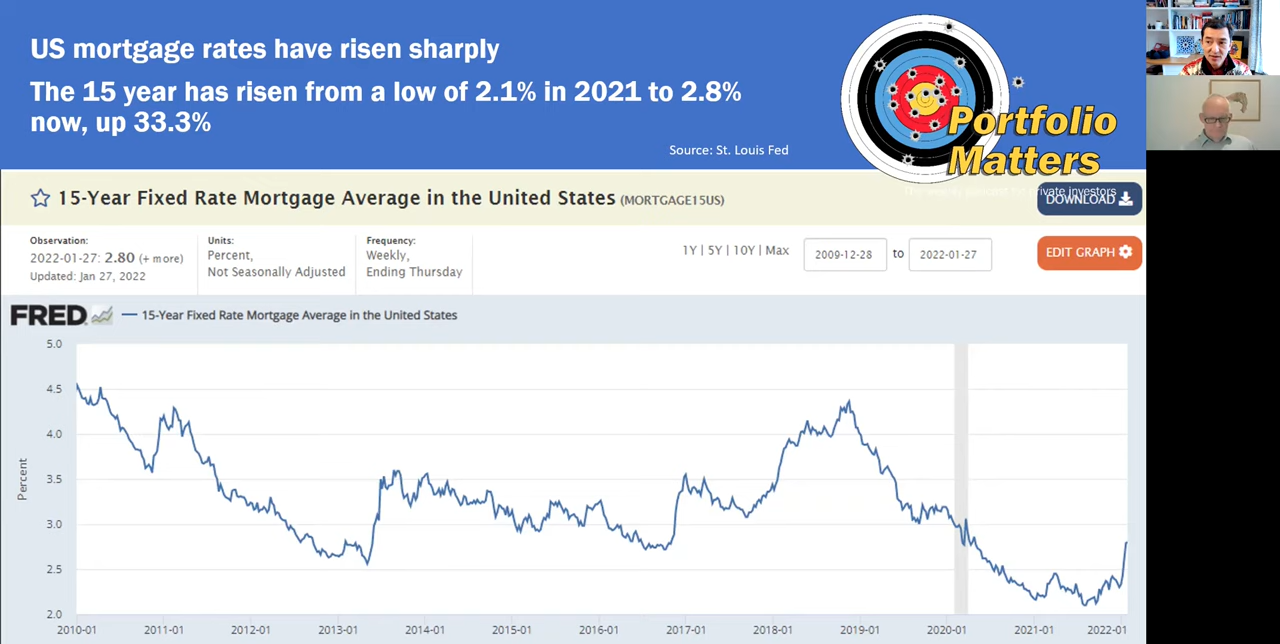 US mortgage rates have risen sharply
The 15 year has risen from a low of 2.1% in 2021 to 2.8%
now, up 33.3%
Source: St. Louis Fed
Portfolio
Matters
15-Year Fixed Rate Mortgage Average in the United States (MORTGAGE15US)
private investors
DOWNLOAD
Observation:
2022-01-27: 2.80 (+ more)
Updated: Jan 27, 2022
Units:
Percent,
Not Seasonally Adjusted
Frequency:
Weekly,
Ending Thursday
1Y | 5Y | 10Y | Max
2009-12-28 to 2022-01-27
EDIT GRAPH
FRED
15-Year Fixed Rate Mortgage Average in the United States
5.0
4.5
4.0
3.5
3.0
2.5
2.0
Percent
2010-01 2011-01 2012-01 2013-01 2014-01 2015-01 2016-01 2017-01 2018-01 2019-01 2020-01 2021-01 2022-01